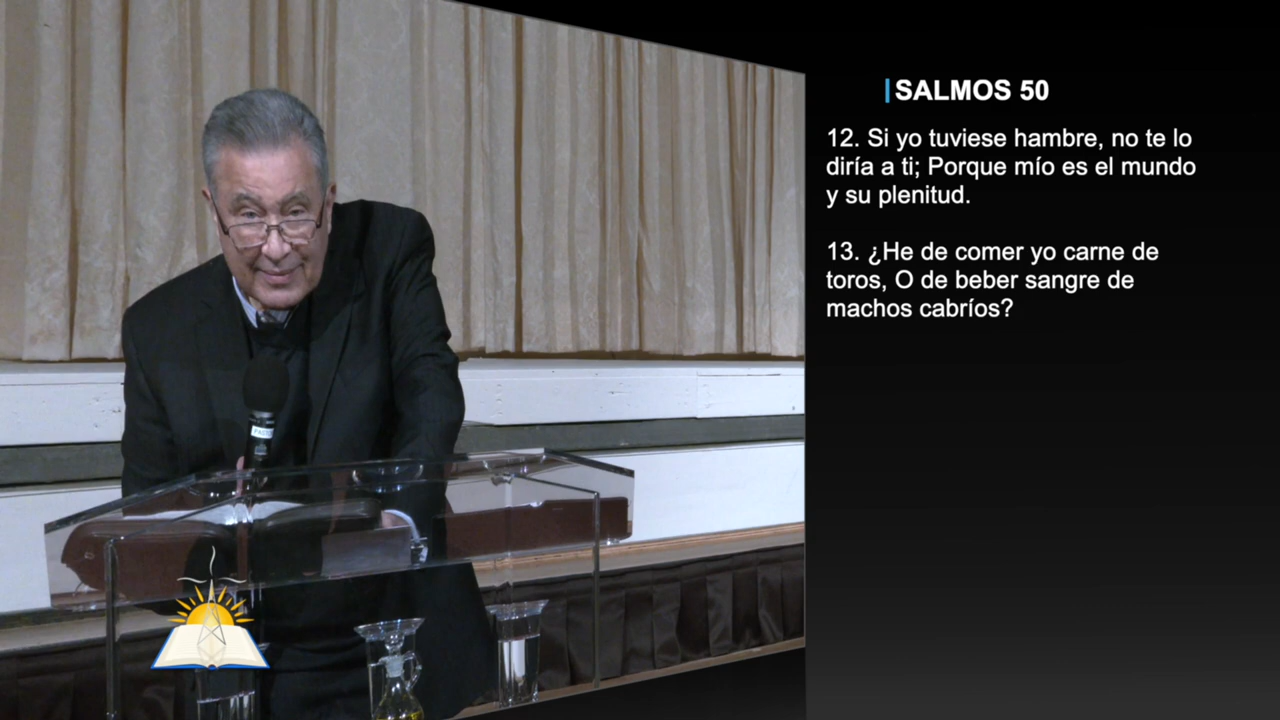 SALMOS 50
12. Si yo tuviese hambre, no te lo
diría a ti; Porque mío es el mundo
y su plenitud.
13. ¿He de comer yo carne de
toros, O de beber sangre de
machos cabríos?